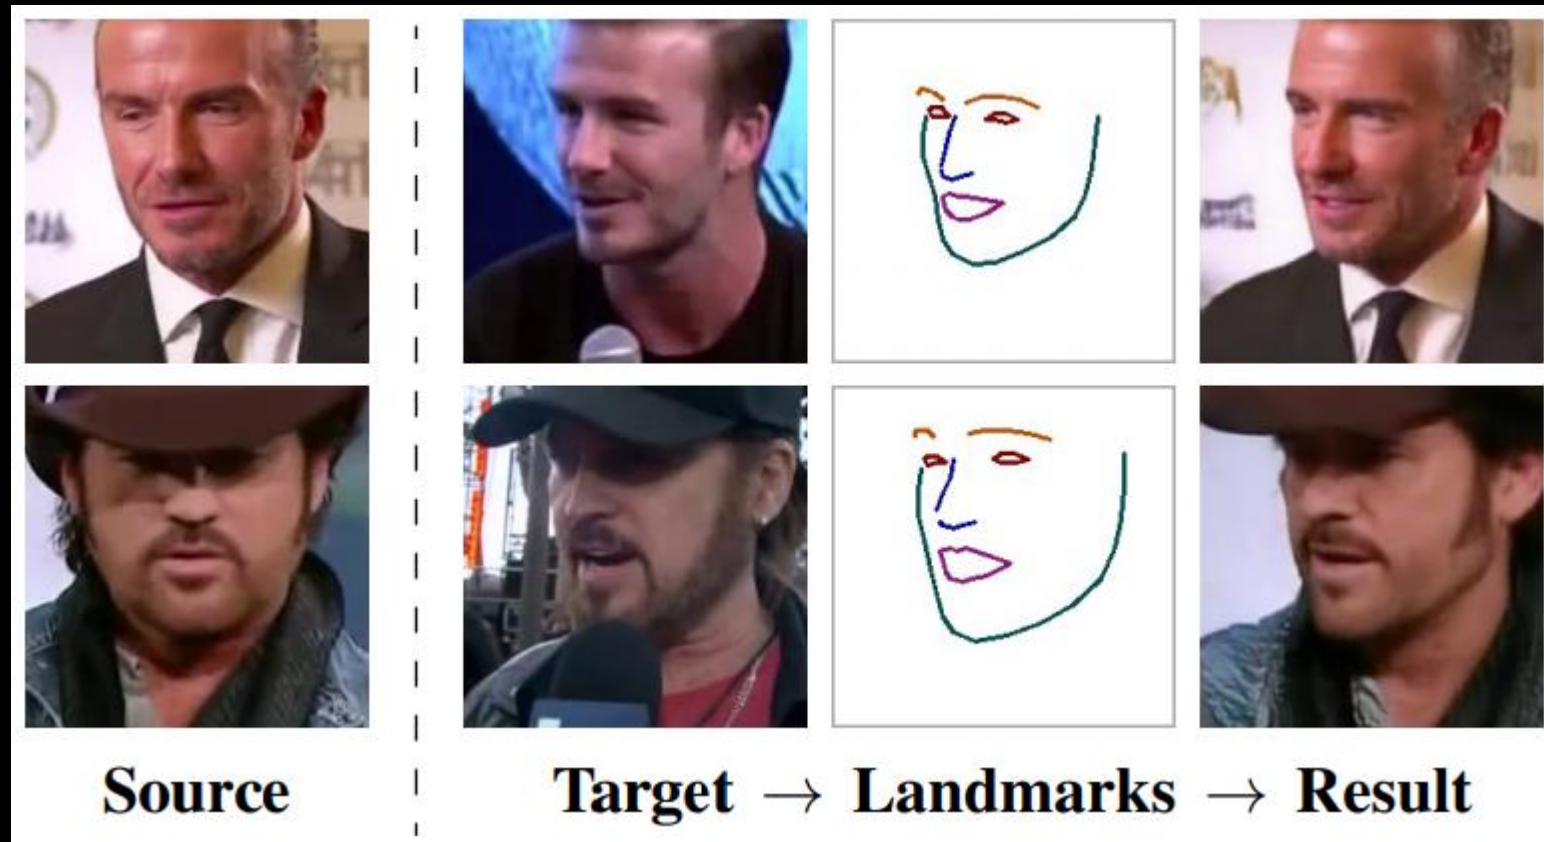 Source Target → Landmarks → Result